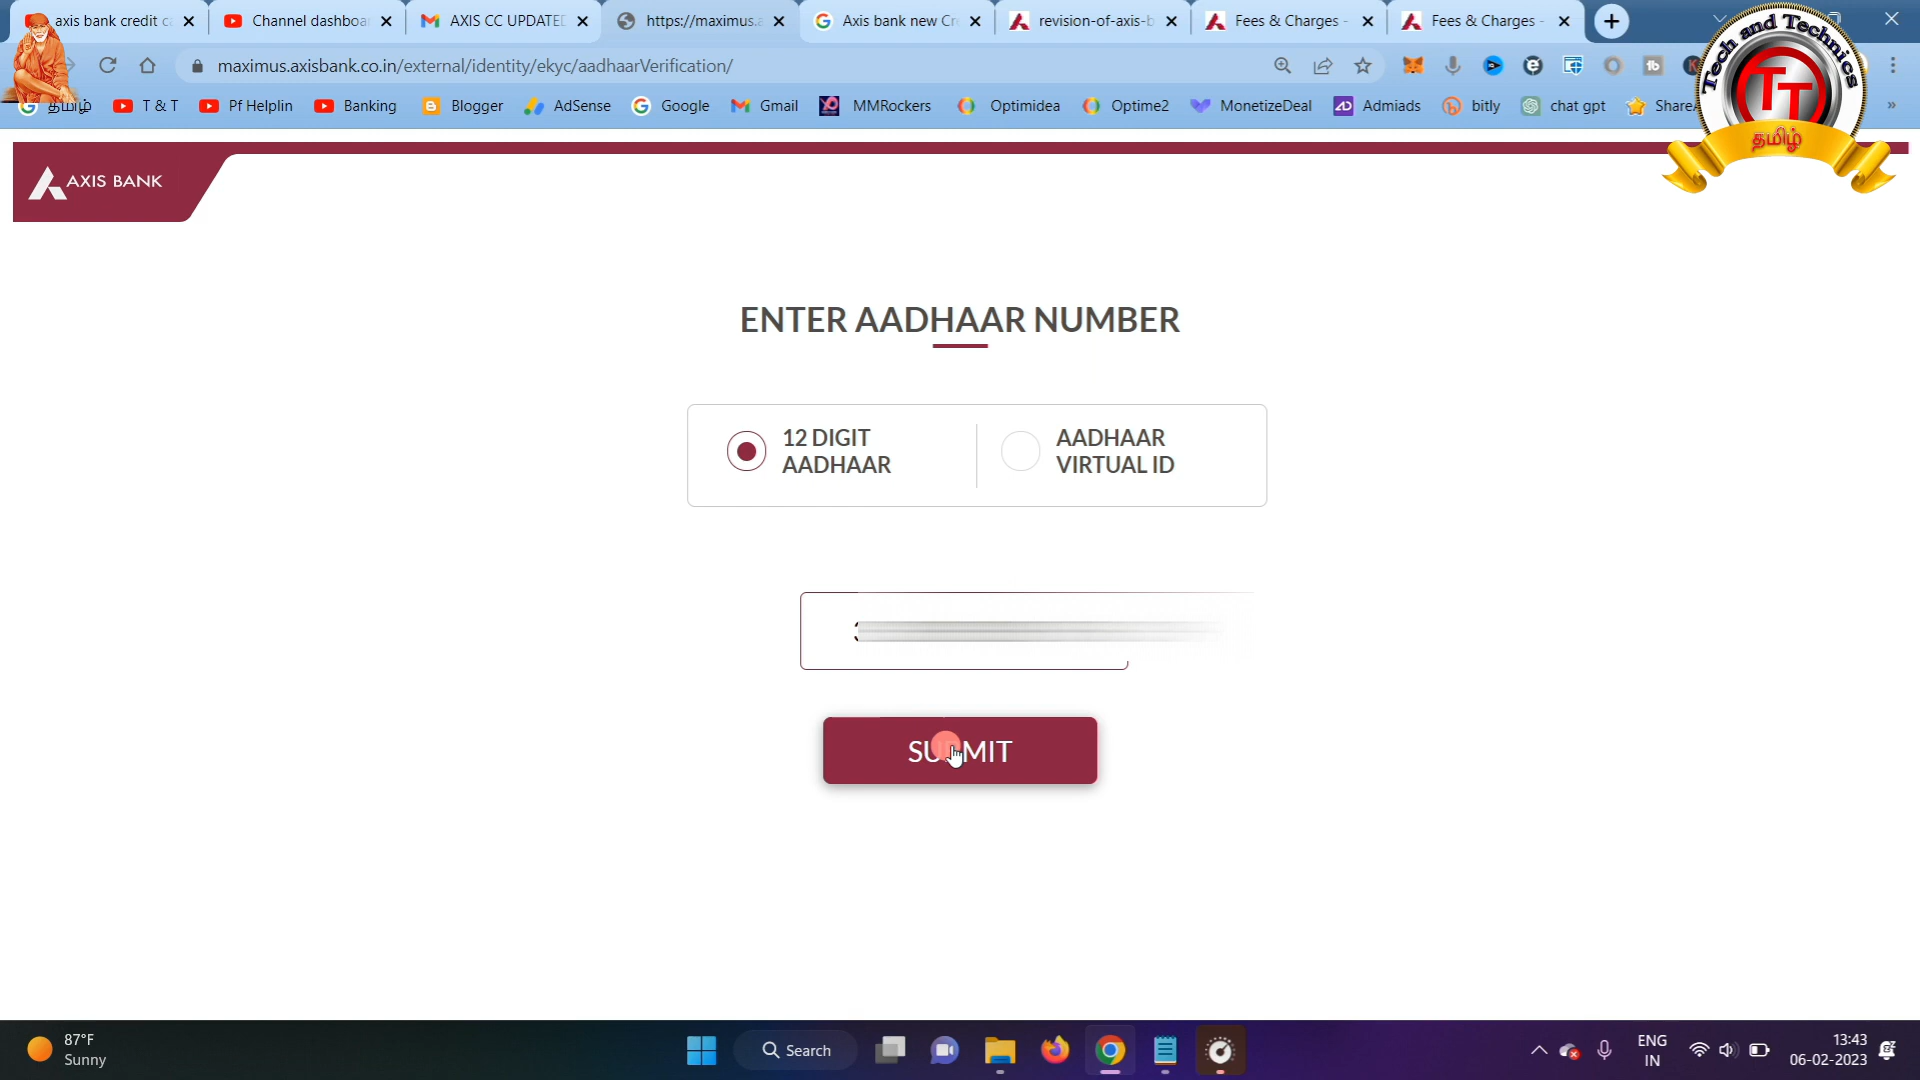 axis bank credit c
Channel dashboar
AXIS CC UPDATE
https://maximus.a
Axis bank new Cr
revision-of-axis-b
Fees & Charges -
Fees & Charges -
maximus.axisbank.co.in/external/identity/ekyc/aadhaarVerification/
தமிழ்
T & T
Pf Helplin
Banking
Blogger
AdSense
Google
Gmail
MMRockers
Optimidea
Optime2
MonetizeDeal
Admiads
bitly
chat gpt
ShareA
Tech and Technics
TT
தமிழ்
AXIS BANK
ENTER AADHAAR NUMBER
12 DIGIT
AADHAAR
AADHAAR
VIRTUAL ID
SUBMIT
87°F
Sunny
Search
ENG
IN
13:43
06-02-2023